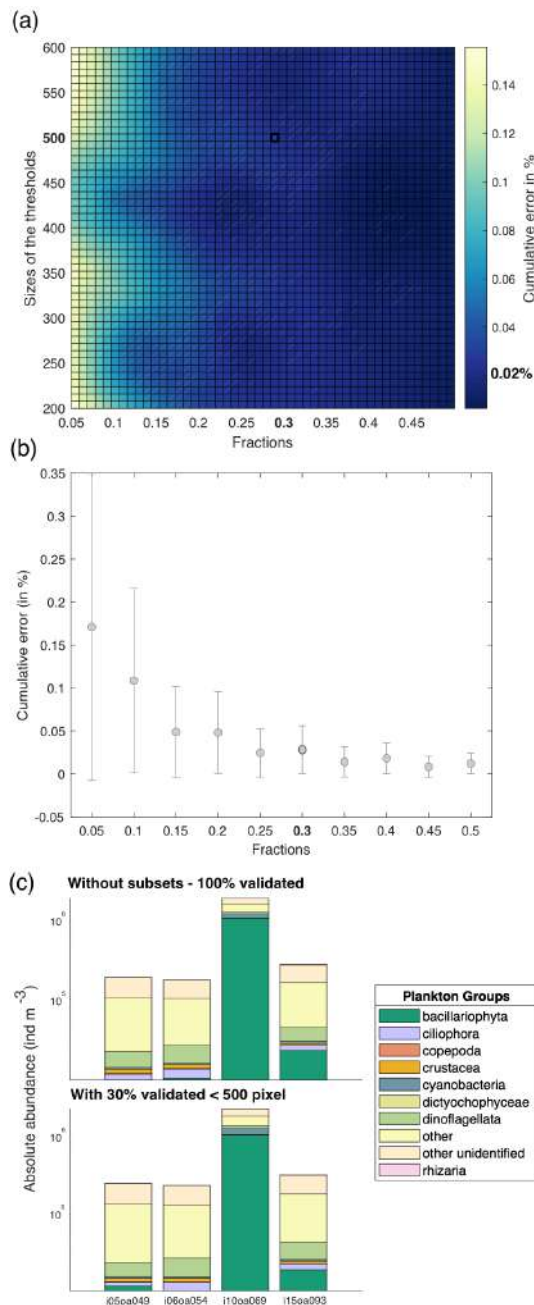 (a)
600
550
500
450
400
350
300
250
200
Sizes of the thresholds
0.05 0.1 0.15 0.2 0.25 0.3 0.35 0.4 0.45
Fractions
0.14
0.12
0.1
0.08
0.06
0.04
0.02%
Cumulative error in %
(b)
0.35
0.3
0.25
0.2
0.15
0.1
0.05
0
-0.05
Cumulative error (in %)
0.05 0.1 0.15 0.2 0.25 0.3 0.35 0.4 0.45 0.5
Fractions
(c)
Without subsets - 100% validated
10^6
10^5
With 30% validated < 500 pixel
10^6
Absolute abundance (ind m^-3)
i05oa049 i06oa054 i10oa069 i15oa093
Plankton Groups
bacillariophyta
ciliophora
copepoda
crustacea
cyanobacteria
dictyochophyceae
dinoflagellata
other
other unidentified
rhizaria